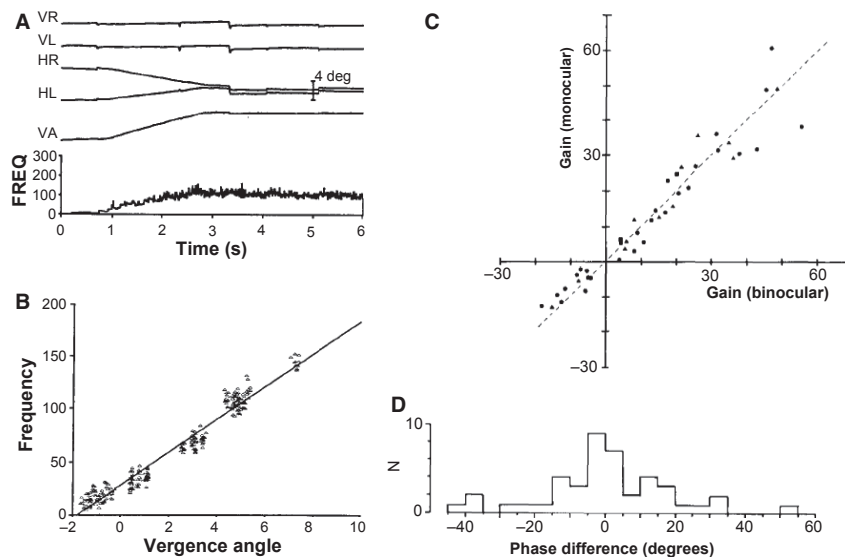 A
VR
VL
HR
4 deg
HL
VA
300
200
100
0
FREQ
0 1 2 3 4 5 6
Time (s)
B
200
150
100
50
0
Frequency
–2 0 2 4 6 8 10
Vergence angle
C
60
30
Gain (monocular)
–30 30 60
Gain (binocular)
–30
D
10
0
N
–40 –20 0 20 40 60
Phase difference (degrees)